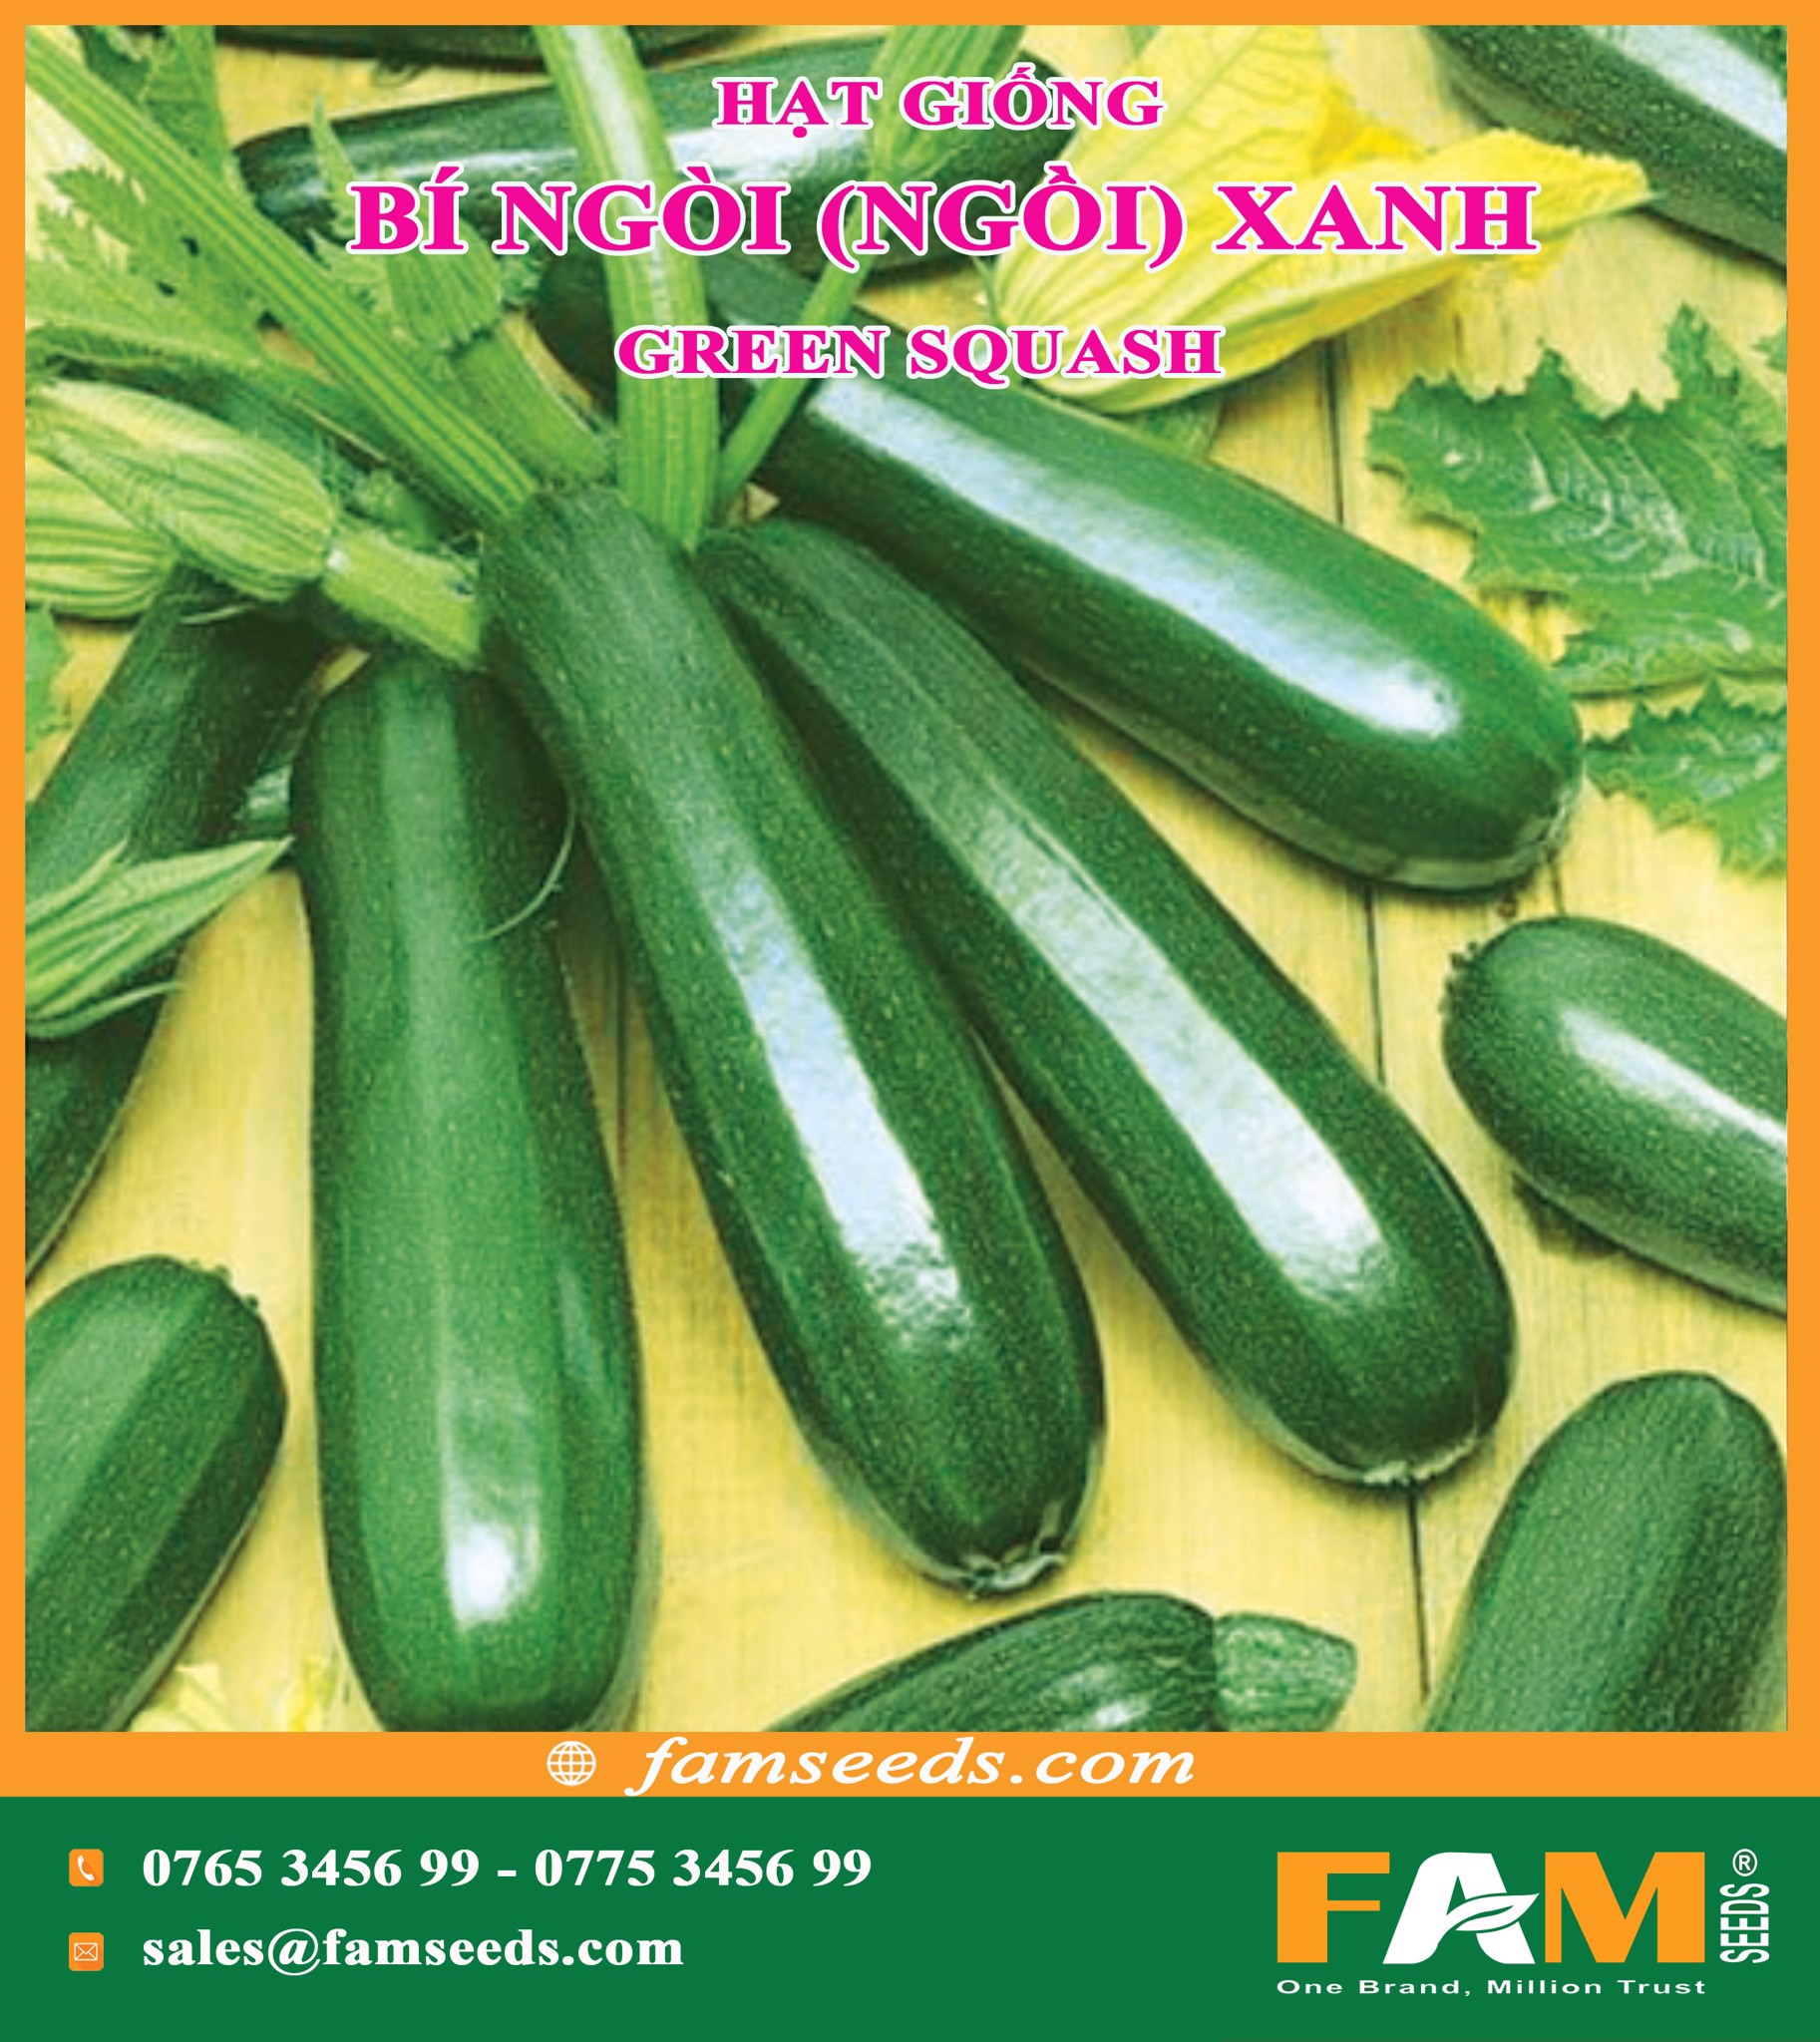 HẠT GIỐNG
BÍ NGÒI (NGỒI) XANH
GREEN SQUASH
famseeds.com
0765 3456 99 - 0775 3456 99
sales@famseeds.com
FAM SEEDS®
One Brand, Million Trust